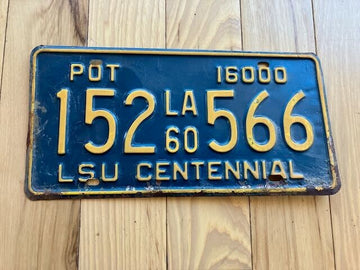 POT 16000
152 LA 60 566
LSU CENTENNIAL